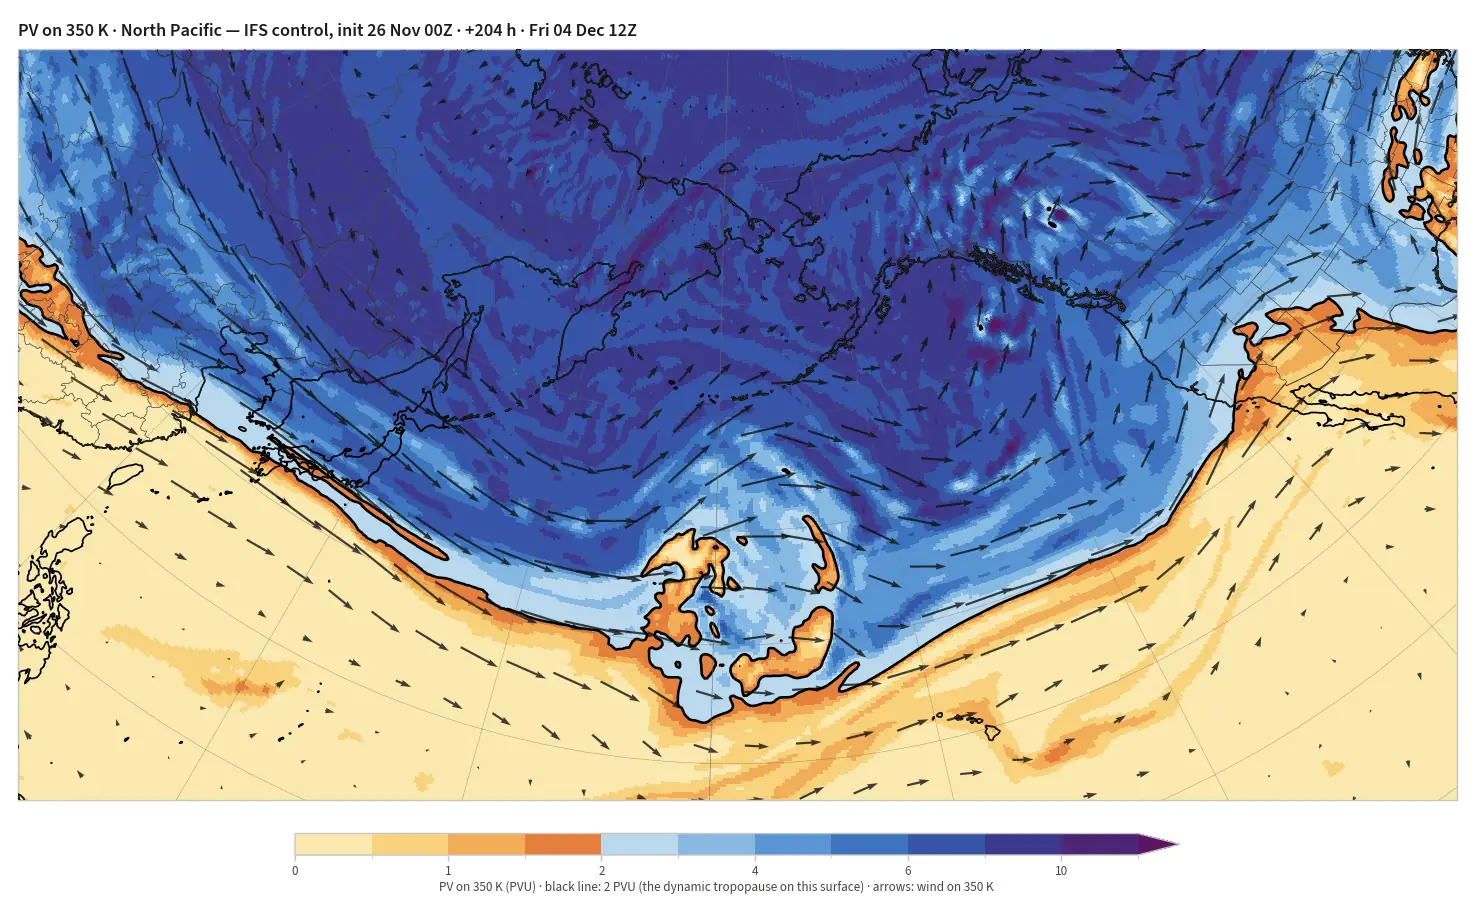 PV on 350 K · North Pacific — IFS control, init 26 Nov 00Z · +204 h · Fri 04 Dec 12Z
0 1 2 4 6 10
PV on 350 K (PVU) · black line: 2 PVU (the dynamic tropopause on this surface) · arrows: wind on 350 K